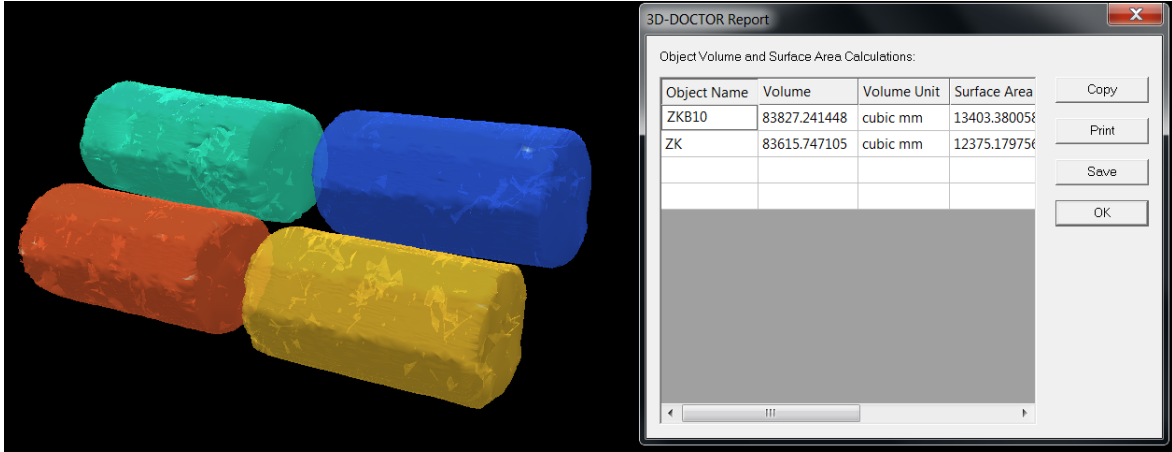 3D-DOCTOR Report
Object Volume and Surface Area Calculations:
Object Name Volume Volume Unit Surface Area
ZKB10 83827.241448 cubic mm 13403.380058
ZK 83615.747105 cubic mm 12375.179756
Copy
Print
Save
OK